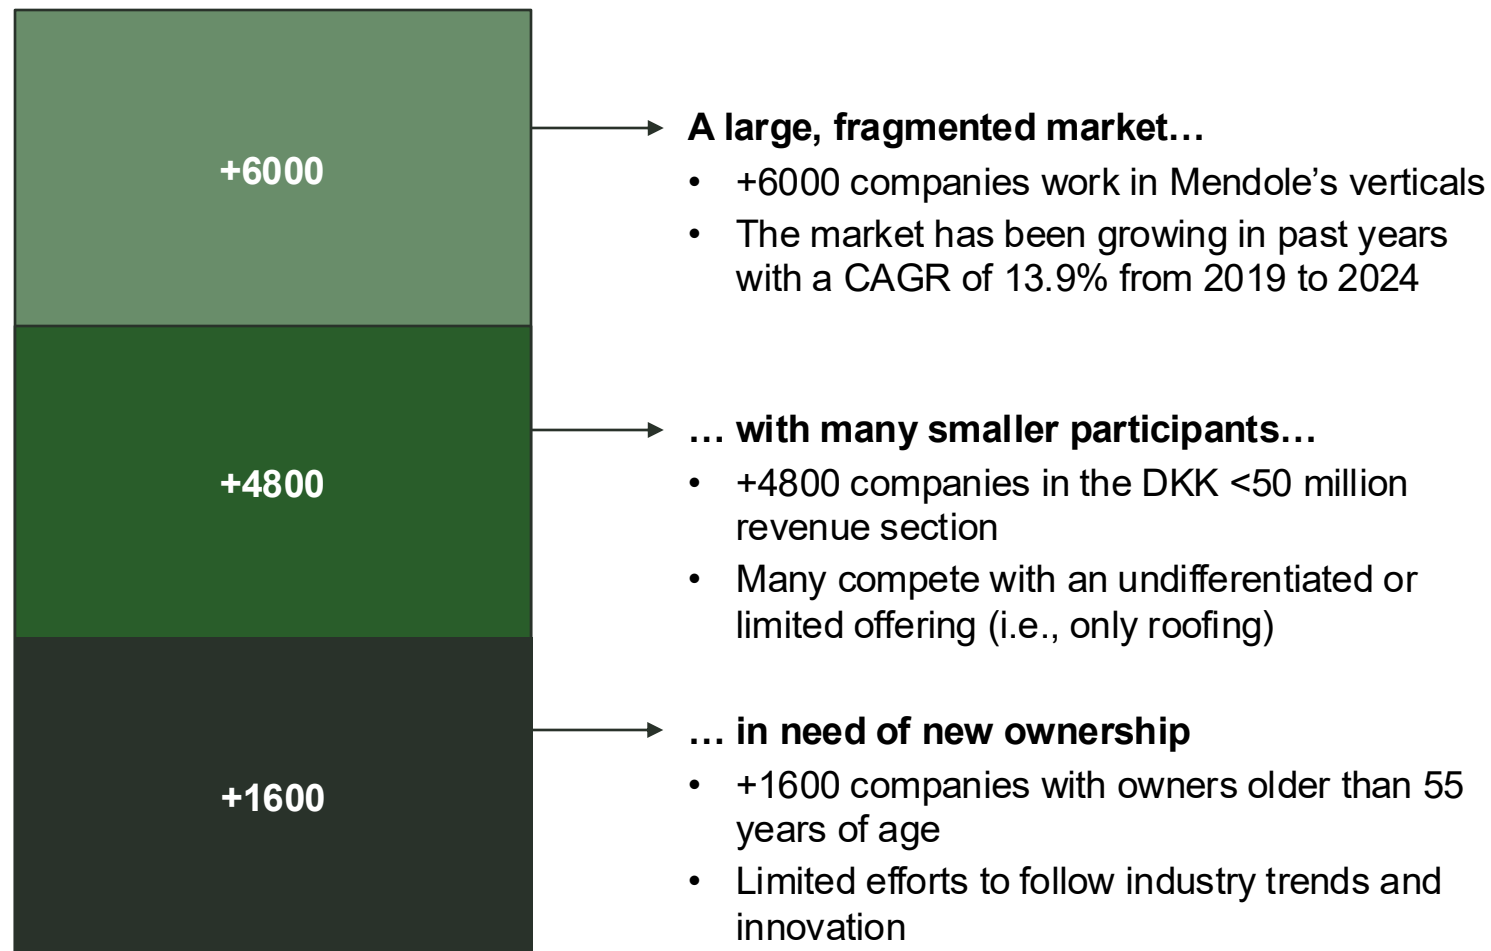 +6000
A large, fragmented market…
• +6000 companies work in Mendole’s verticals
• The market has been growing in past years
with a CAGR of 13.9% from 2019 to 2024
+4800
… with many smaller participants…
• +4800 companies in the DKK <50 million
revenue section
• Many compete with an undifferentiated or
limited offering (i.e., only roofing)
+1600
… in need of new ownership
• +1600 companies with owners older than 55
years of age
• Limited efforts to follow industry trends and
innovation